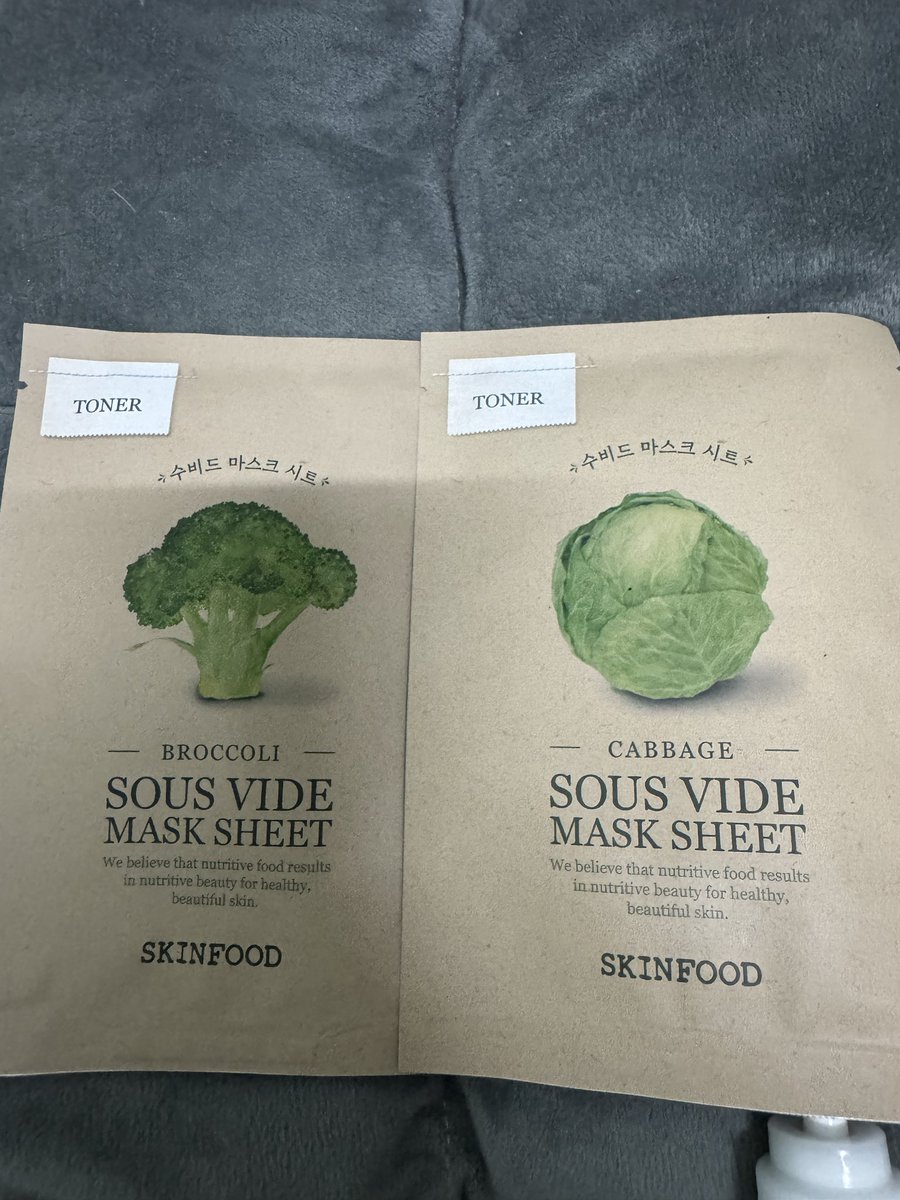 TONER
수비드 마스크 시트
BROCCOLI
SOUS VIDE
MASK SHEET
We believe that nutritive food results
in nutritive beauty for healthy,
beautiful skin.
SKINFOOD
TONER
수비드 마스크 시트
CABBAGE
SOUS VIDE
MASK SHEET
We believe that nutritive food results
in nutritive beauty for healthy,
beautiful skin.
SKINFOOD